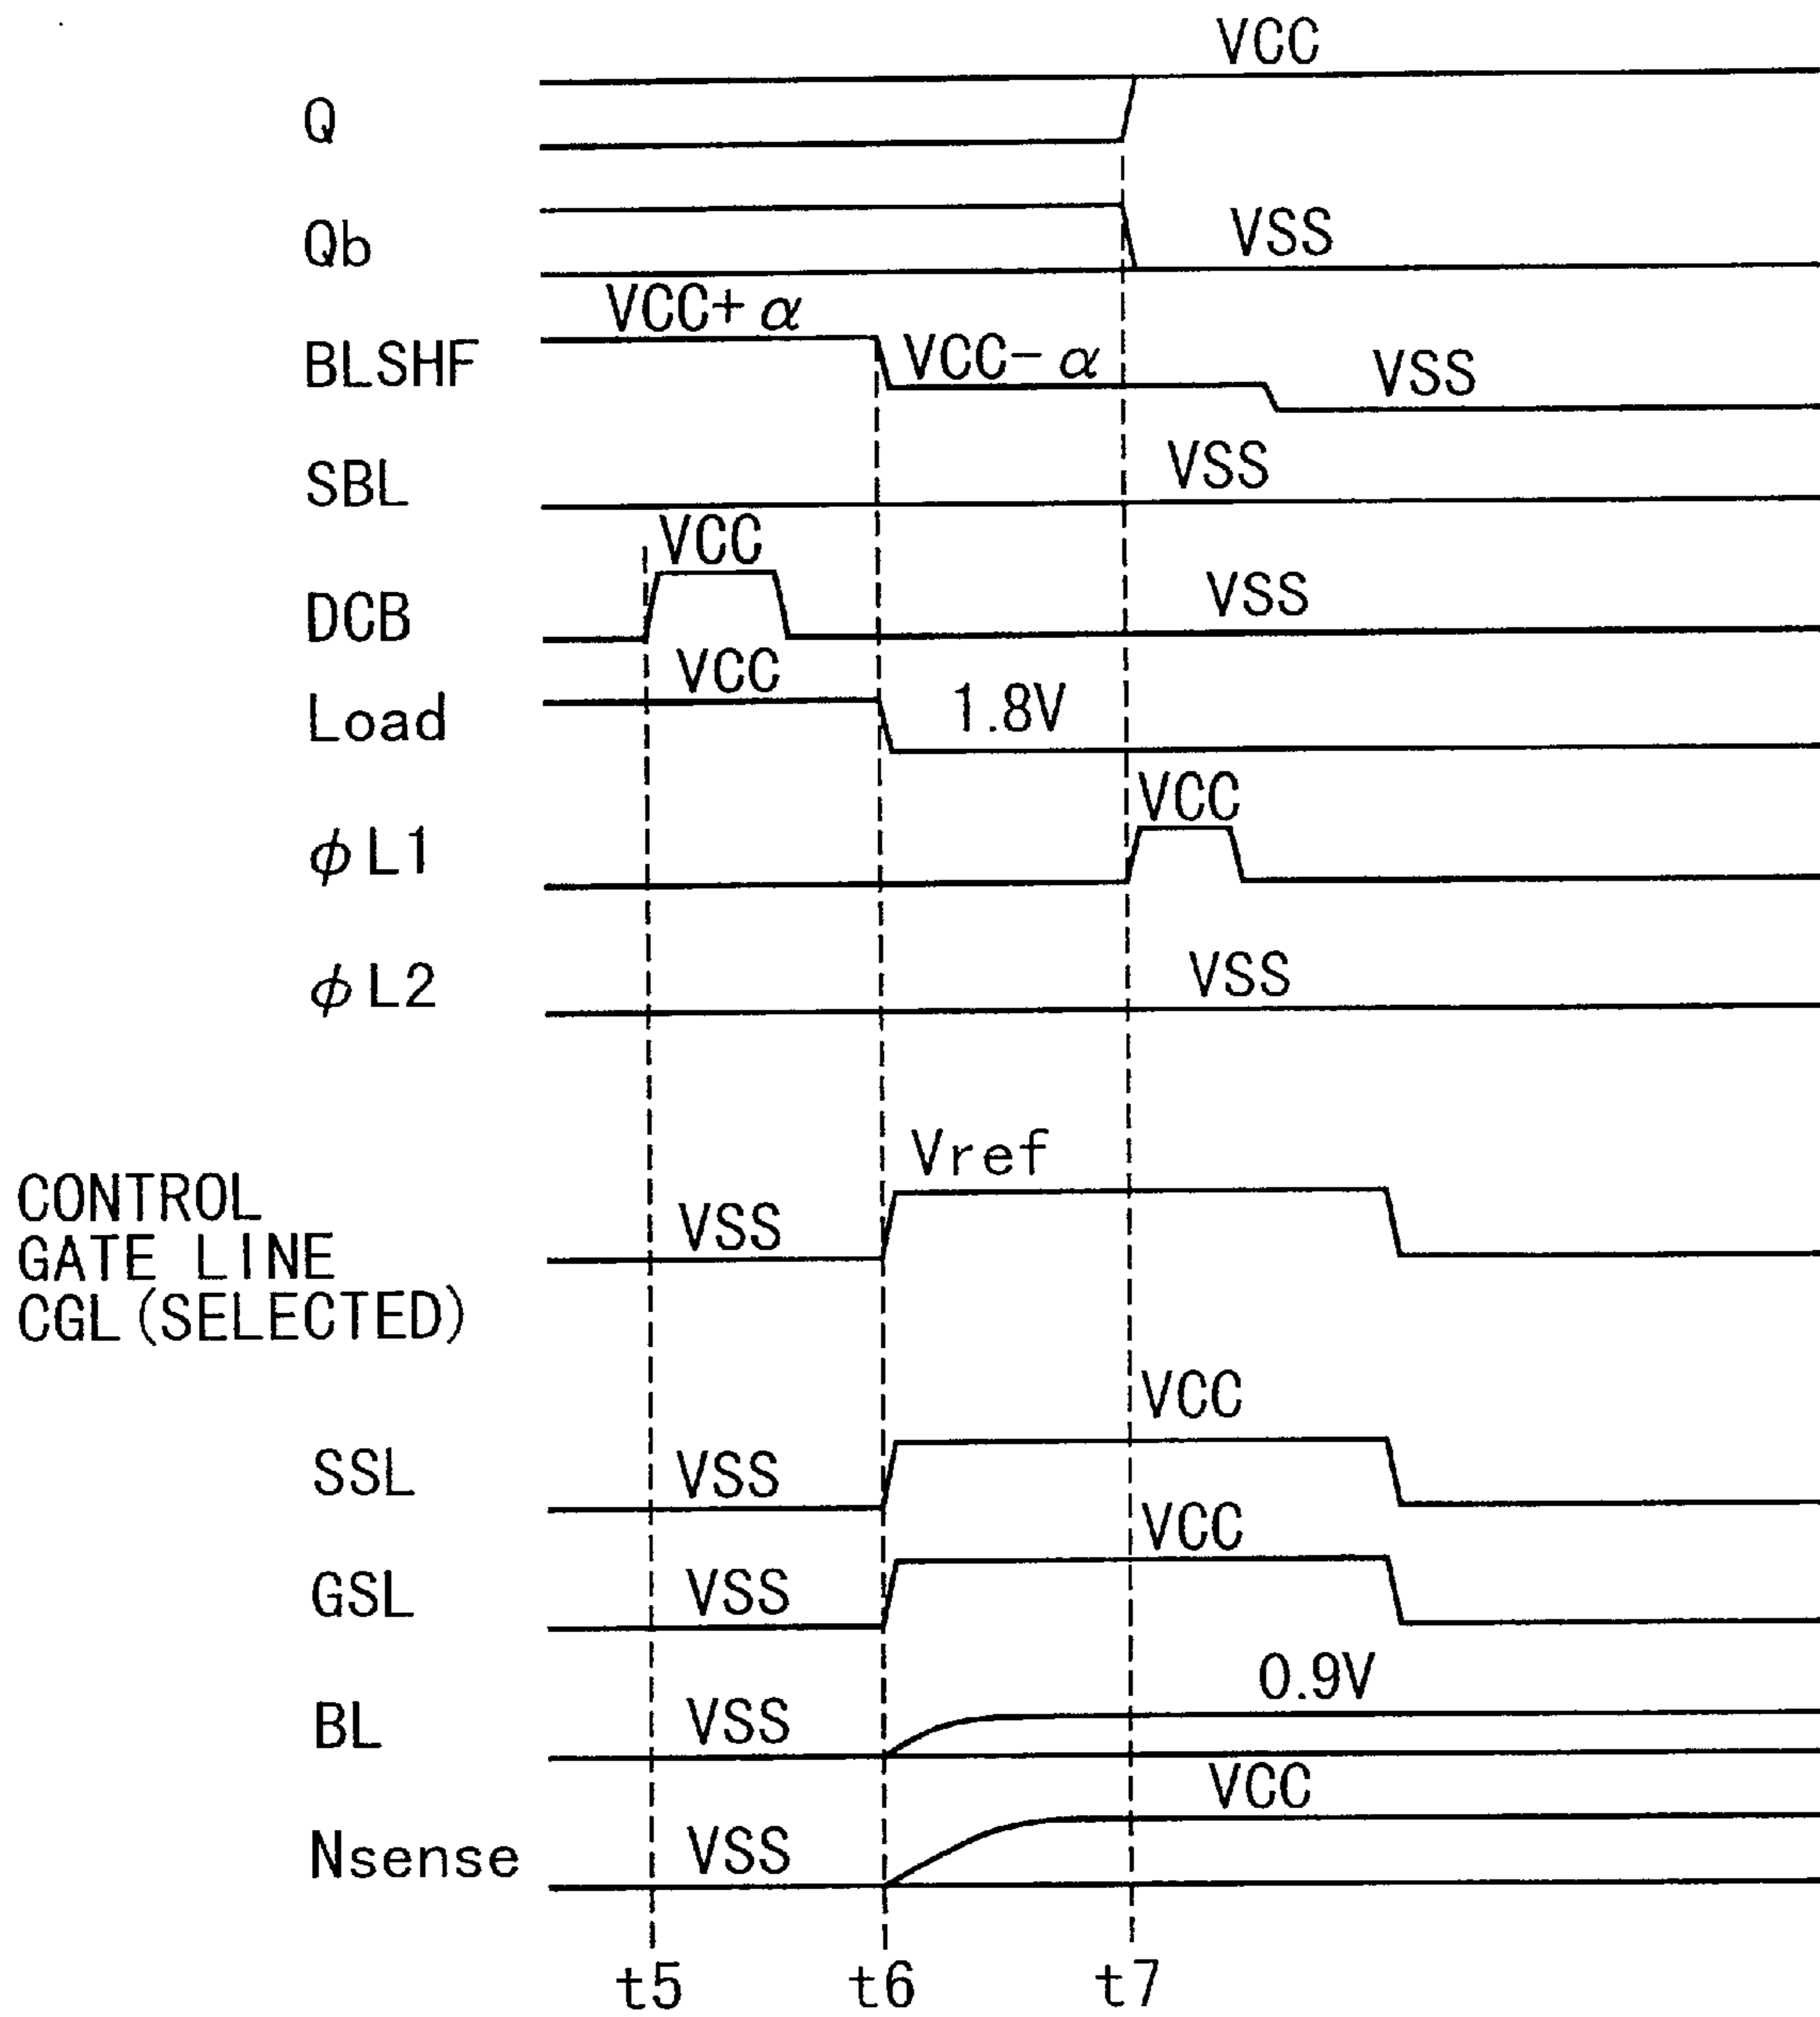 VCC
Q
Qb
VSS
VCC+α
BLSHF
VCC-α
VSS
SBL
VSS
VCC
DCB
VSS
VCC
Load
1.8V
VCC
φL1
φL2
VSS
Vref
CONTROL
GATE LINE
CGL(SELECTED)
VSS
VCC
SSL
VSS
VCC
GSL
VSS
0.9V
BL
VSS
VCC
Nsense
VSS
t5 t6 t7